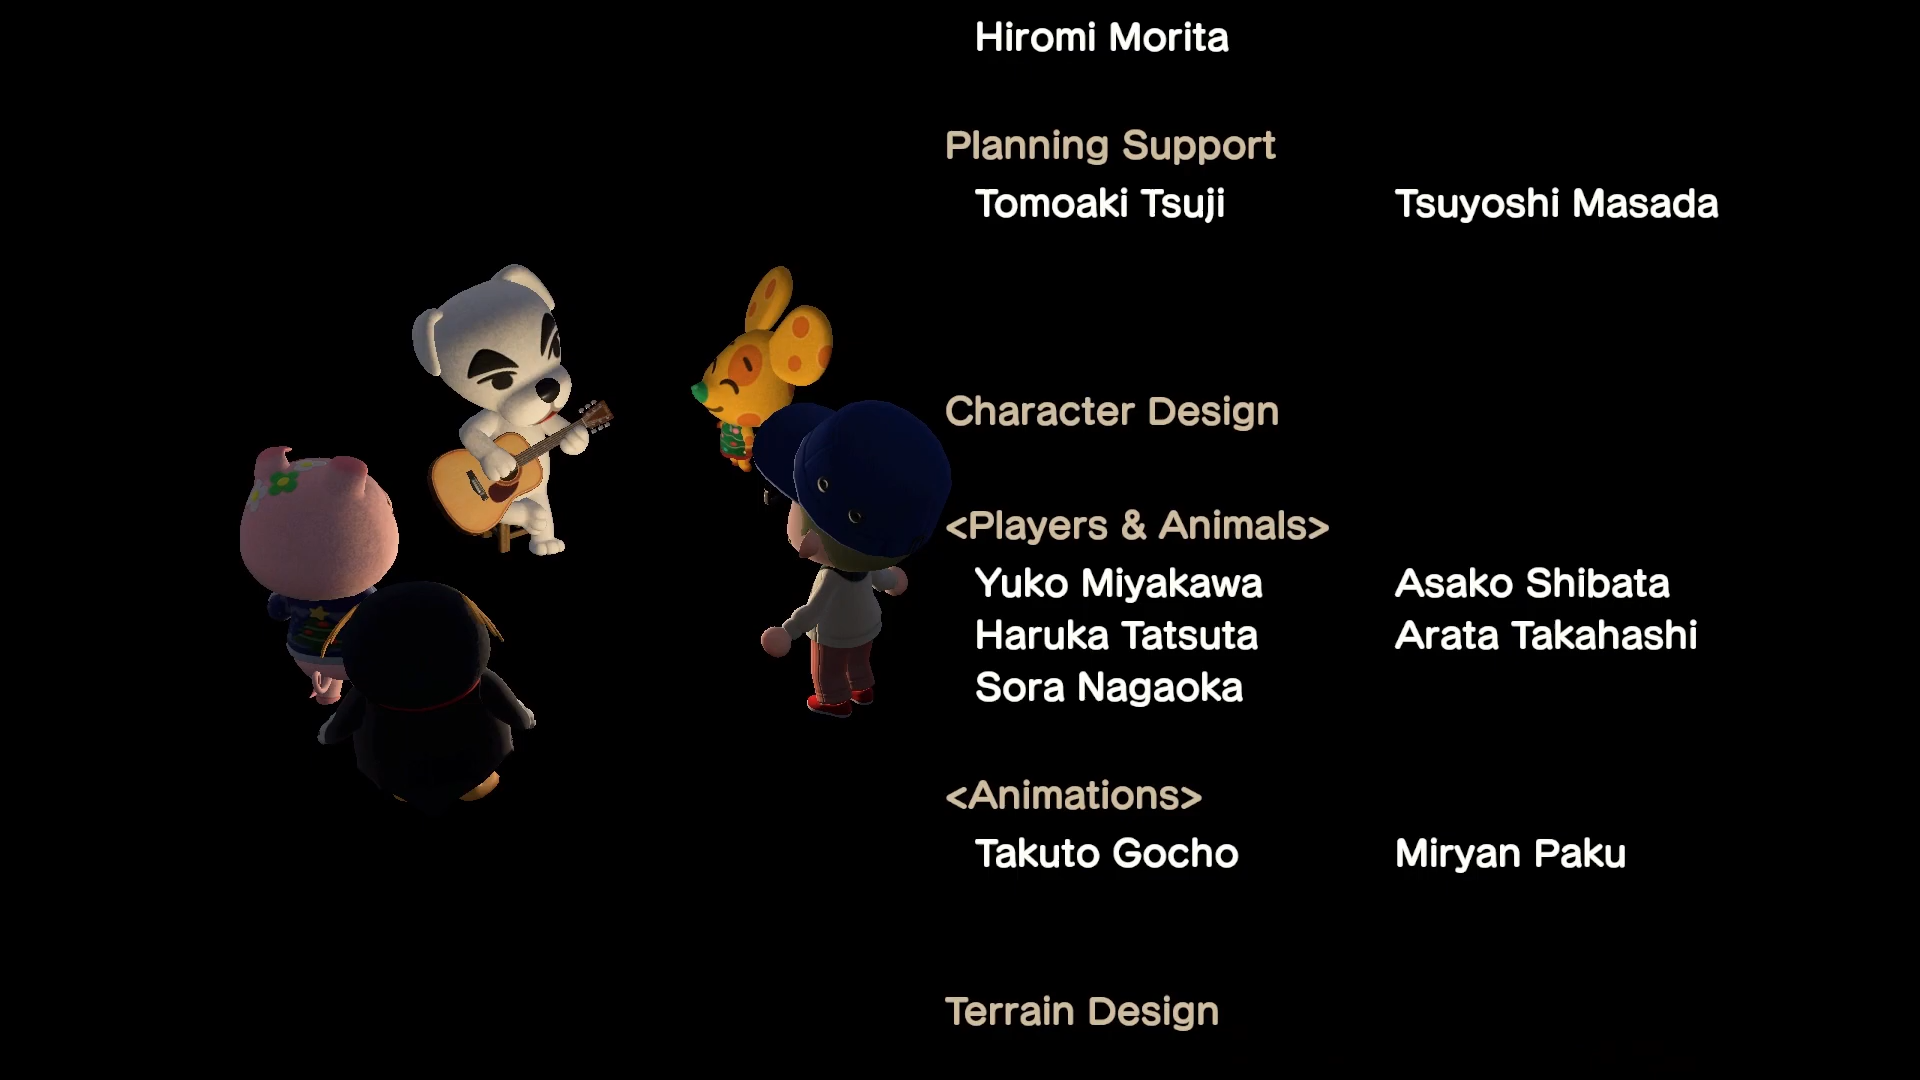 Hiromi Morita
Planning Support
Tomoaki Tsuji Tsuyoshi Masada
Character Design
<Players & Animals>
Yuko Miyakawa Asako Shibata
Haruka Tatsuta Arata Takahashi
Sora Nagaoka
<Animations>
Takuto Gocho Miryan Paku
Terrain Design